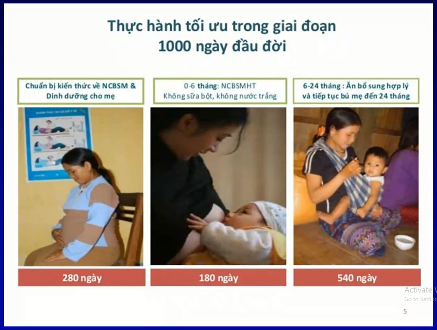 Thực hành tối ưu trong giai đoạn
1000 ngày đầu đời
Chuẩn bị kiến thức về NCBSM &
Dinh dưỡng cho mẹ
0-6 tháng: NCBSMHT
Không sữa bột, không nước trắng
6-24 tháng : Ăn bổ sung hợp lý
và tiếp tục bú mẹ đến 24 tháng
280 ngày
180 ngày
540 ngày
Activate
5